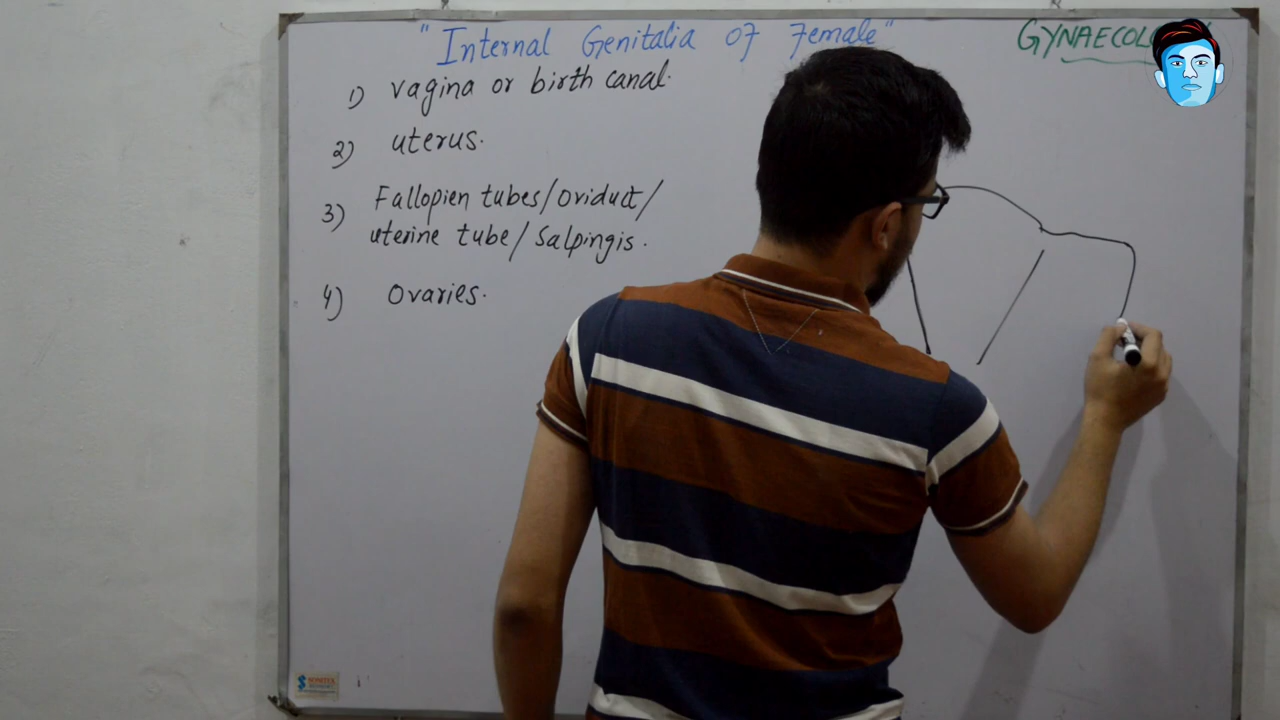 "Internal Genitalia of Female"
GYNAECOLO
1) vagina or birth canal.
2) uterus.
3) Fallopien tubes/oviduct/
uterine tube/salpingis.
4) Ovaries.